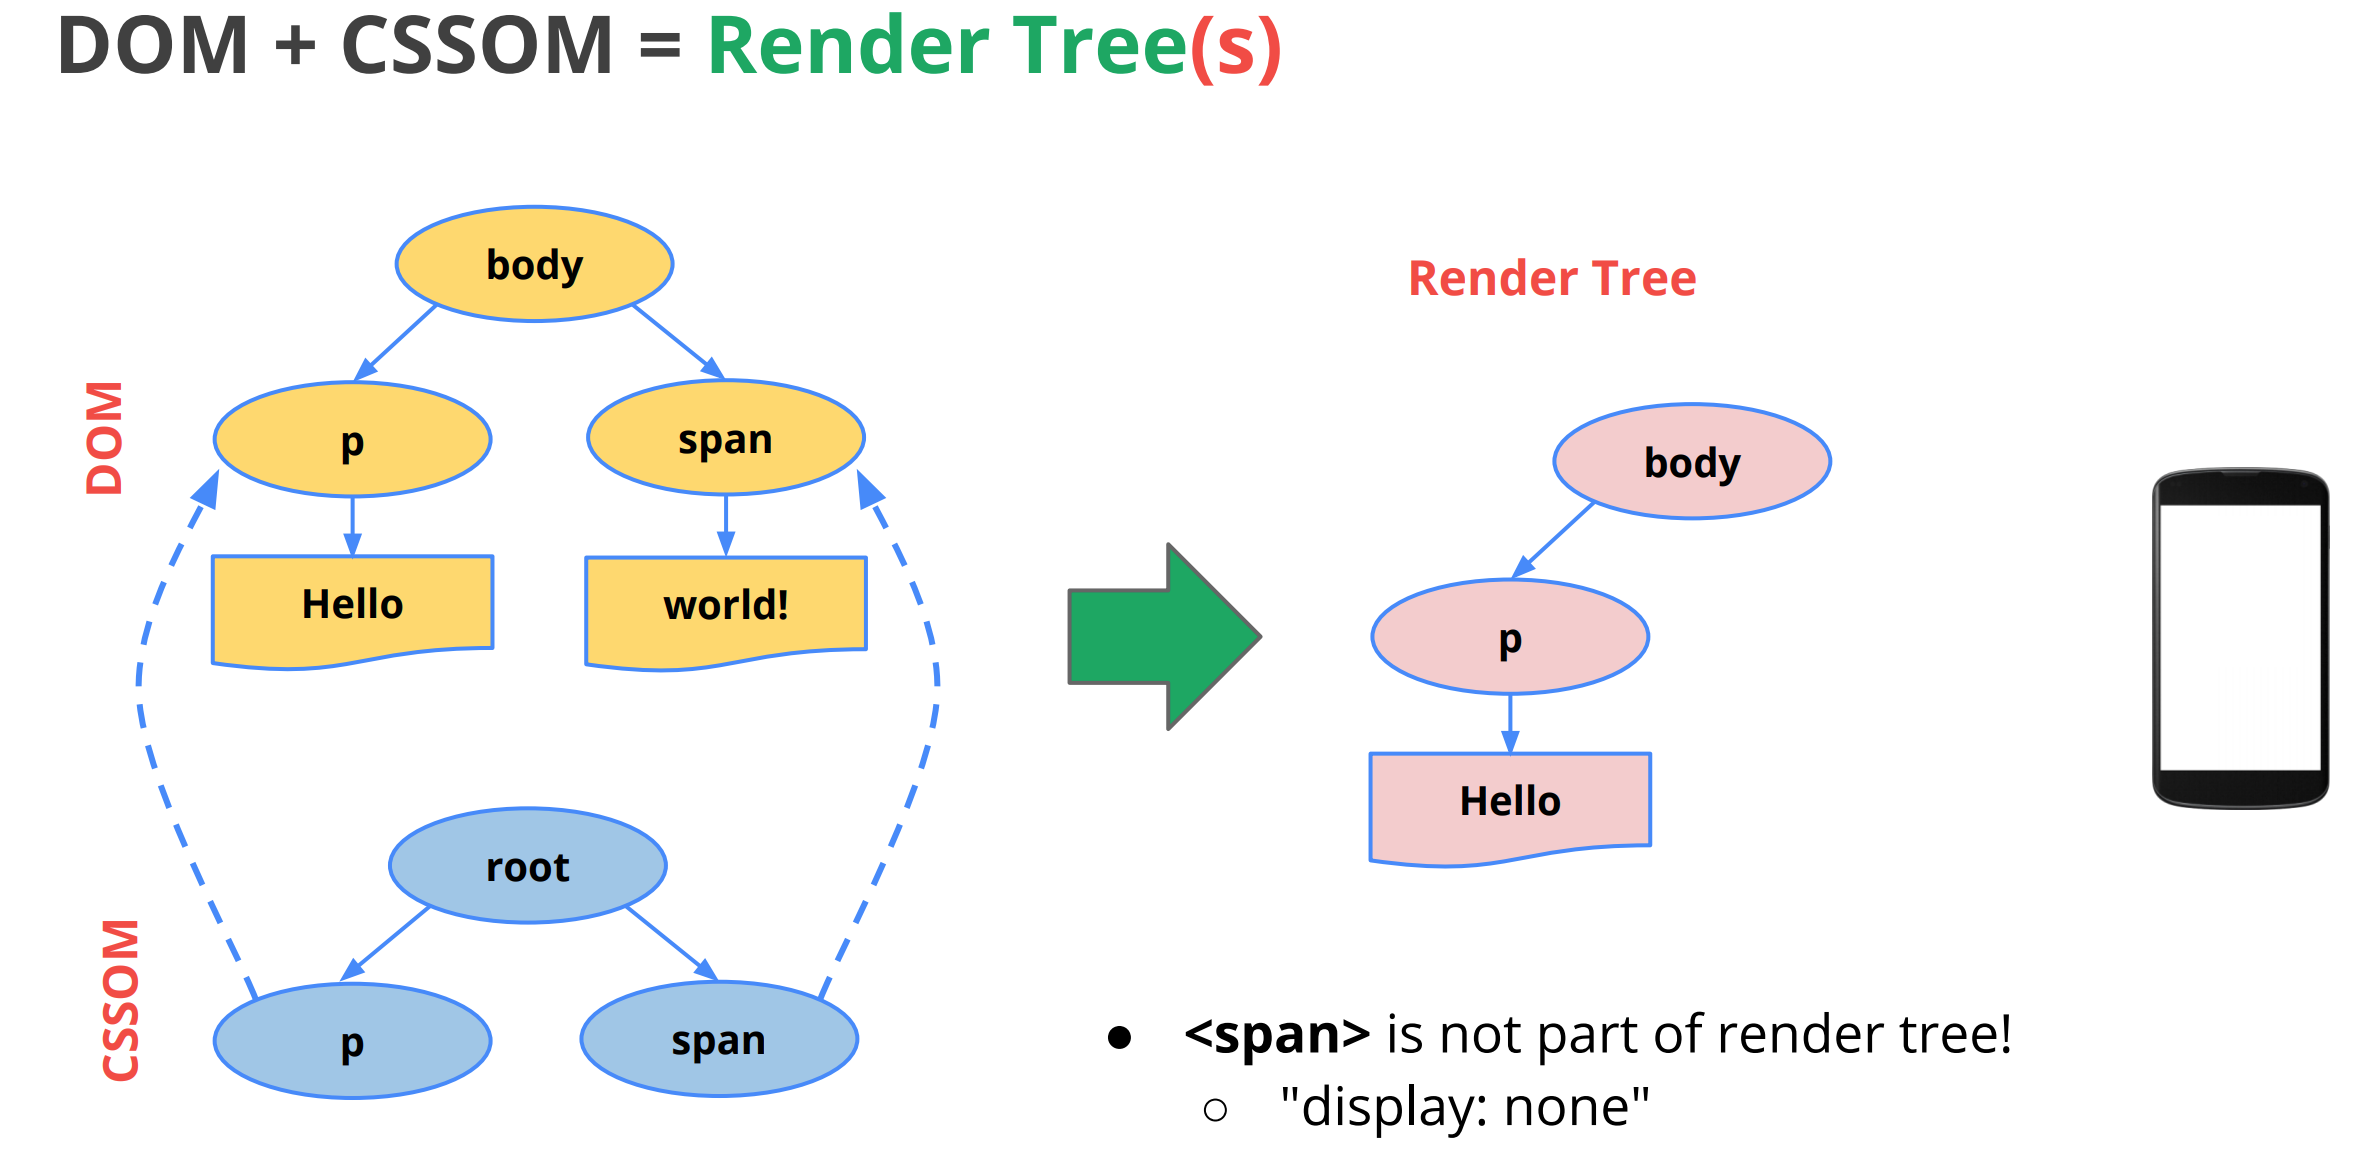 DOM + CSSOM = Render Tree(s)
DOM
body
p
span
Hello
world!
CSSOM
root
p
span
Render Tree
body
p
Hello
● <span> is not part of render tree!
○ "display: none"